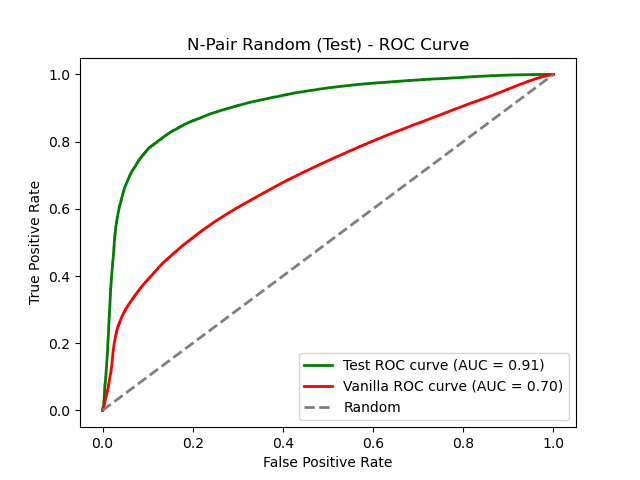 N-Pair Random (Test) - ROC Curve
True Positive Rate
1.0
0.8
0.6
0.4
0.2
0.0
Test ROC curve (AUC = 0.91)
Vanilla ROC curve (AUC = 0.70)
Random
0.0 0.2 0.4 0.6 0.8 1.0
False Positive Rate